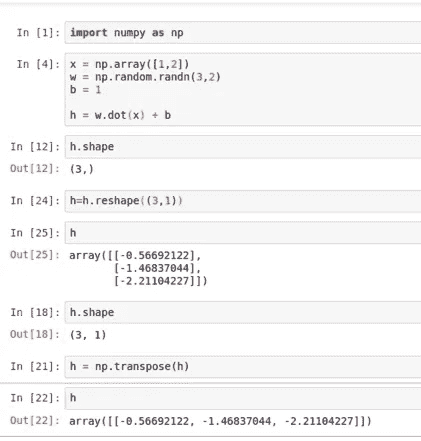 In [1]: import numpy as np
In [4]: x = np.array([1,2])
w = np.random.randn(3,2)
b = 1
h = w.dot(x) + b
In [12]: h.shape
Out[12]: (3,)
In [24]: h=h.reshape((3,1))
In [25]: h
Out[25]: array([[-0.56692122],
[-1.46837044],
[-2.21104227]])
In [18]: h.shape
Out[18]: (3, 1)
In [21]: h = np.transpose(h)
In [22]: h
Out[22]: array([[-0.56692122, -1.46837044, -2.21104227]])